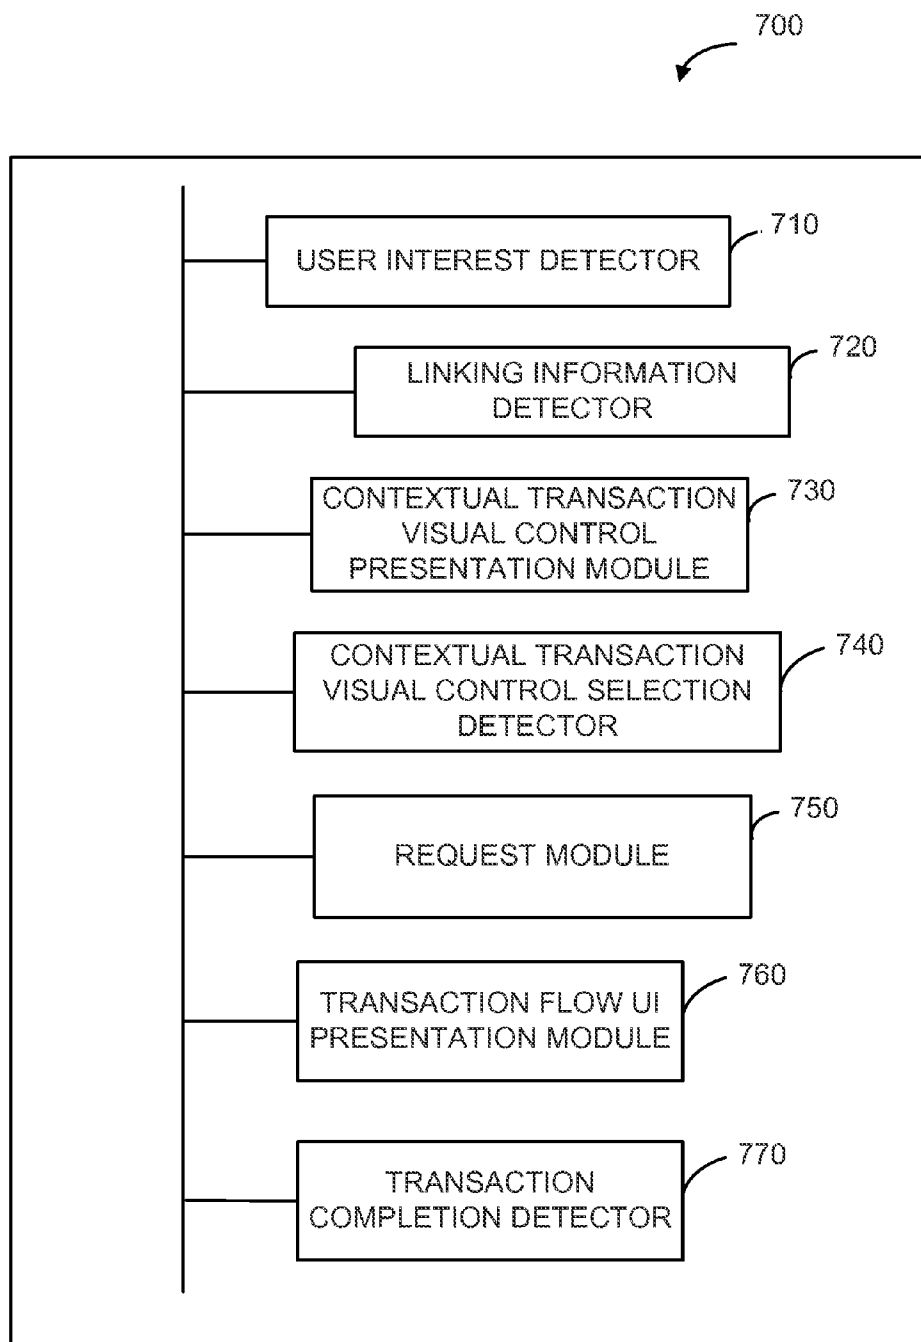 700
710
USER INTEREST DETECTOR
720
LINKING INFORMATION
DETECTOR
730
CONTEXTUAL TRANSACTION
VISUAL CONTROL
PRESENTATION MODULE
740
CONTEXTUAL TRANSACTION
VISUAL CONTROL SELECTION
DETECTOR
750
REQUEST MODULE
760
TRANSACTION FLOW UI
PRESENTATION MODULE
770
TRANSACTION
COMPLETION DETECTOR